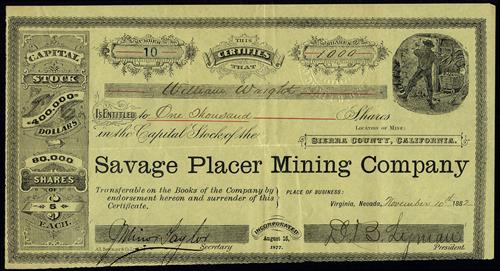 CAPITAL
STOCK
400,000
DOLLARS
80,000
SHARES
OF
5
EACH.
NUMBER
10
THIS
CERTIFIES
THAT
SHARES
1000
William Wright
Is Entitled to One Thousand Shares
in the Capital Stock of the
LOCATION OF MINE:
SIERRA COUNTY, CALIFORNIA.
Savage Placer Mining Company
Transferable on the Books of the Company by
endorsement hereon and surrender of this
Certificate.
PLACE OF BUSINESS:
Virginia, Nevada, November 10th 1882
J Minor Taylor
Secretary
INCORPORATED
August 16,
1877.
Lyman
President.